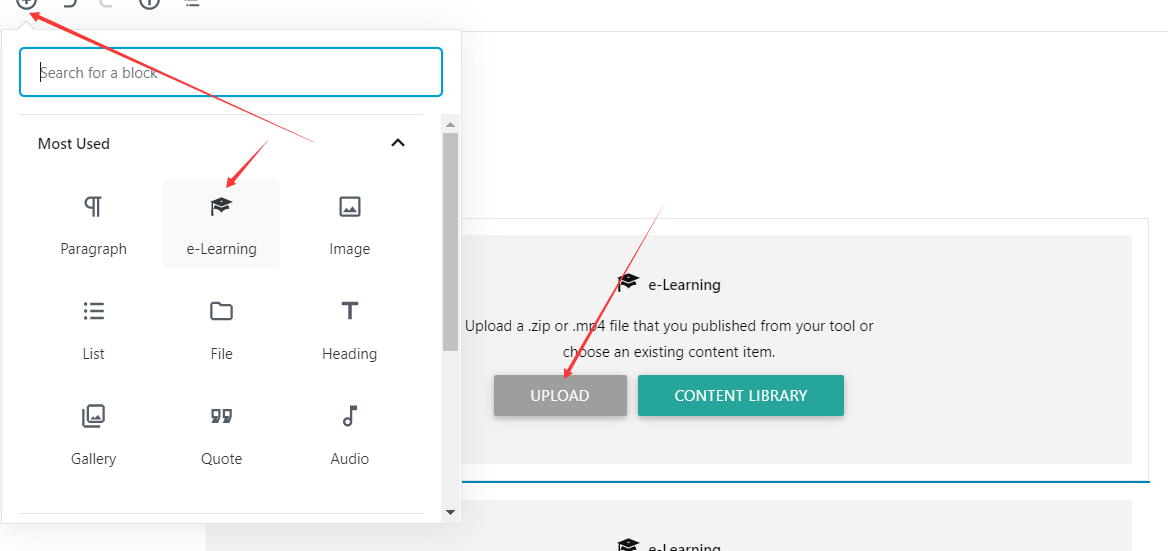 Search for a block
Most Used
Paragraph
e-Learning
Image
List
File
Heading
Gallery
Quote
Audio
e-Learning
Upload a .zip or .mp4 file that you published from your tool or
choose an existing content item.
UPLOAD
CONTENT LIBRARY
e-Learning